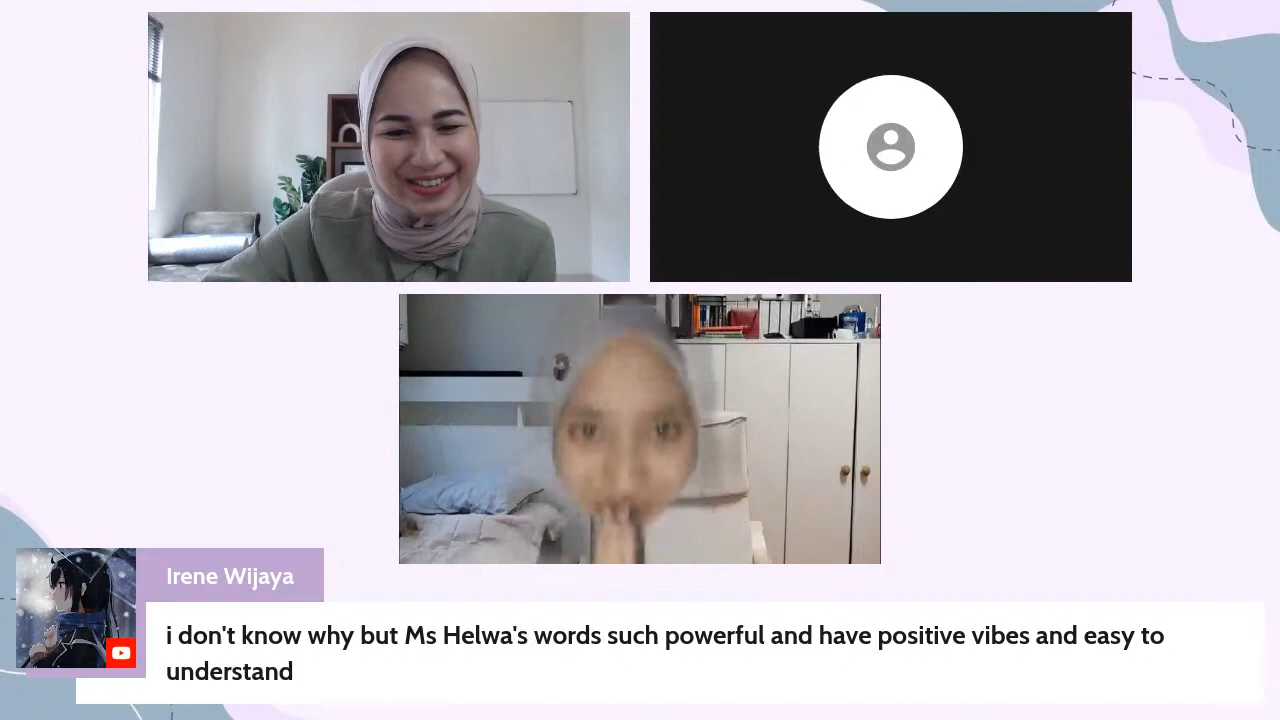 Irene Wijaya
i don't know why but Ms Helwa's words such powerful and have positive vibes and easy to
understand